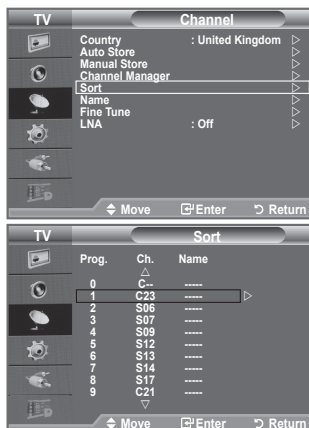 TV Channel
Country : United Kingdom
Auto Store
Manual Store
Channel Manager
Sort
Name
Fine Tune
LNA : Off
Move Enter Return
TV Sort
Prog. Ch. Name
0 C-- -----
1 C23 -----
2 S06 -----
3 S07 -----
4 S09 -----
5 S12 -----
6 S13 -----
7 S14 -----
8 S17 -----
9 C21 -----
Move Enter Return